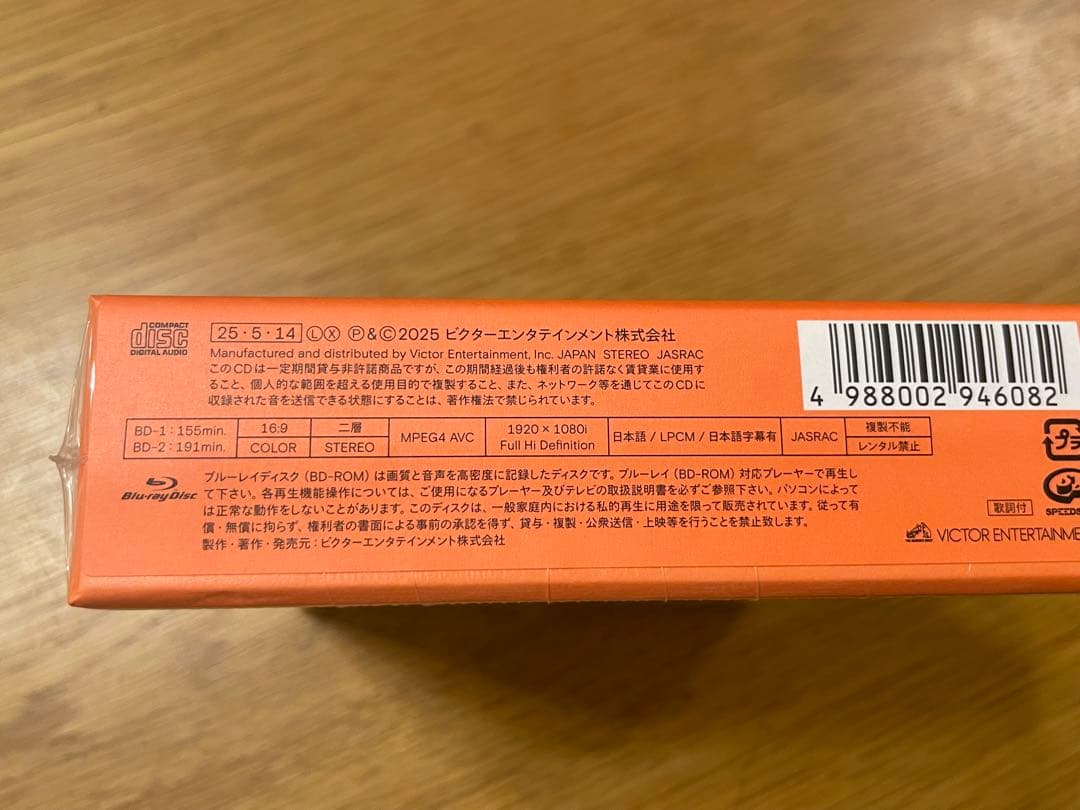 COMPACT
disc
DIGITAL AUDIO
25・5・14 Ⓛ Ⓧ Ⓟ&Ⓒ2025 ビクターエンタテインメント株式会社
Manufactured and distributed by Victor Entertainment, Inc. JAPAN STEREO JASRAC
このCDは一定期間貸与非許諾商品ですが、この期間経過後も権利者の許諾なく賃貸業に使用す
ること、個人的な範囲を超える使用目的で複製すること、また、ネットワーク等を通じてこのCDに
収録された音を送信できる状態にすることは、著作権法で禁じられています。
4 988002 946082
BD-1:155min.
BD-2:191min.
16:9
COLOR
二層
STEREO
MPEG4 AVC
1920×1080i
Full Hi Definition
日本語 / LPCM / 日本語字幕有
JASRAC
複製不能
レンタル禁止
プラ
Blu-ray Disc
ブルーレイディスク(BD-ROM)は画質と音声を高密度に記録したディスクです。ブルーレイ(BD-ROM)対応プレーヤーで再生し
て下さい。各再生機能操作については、ご使用になるプレーヤー及びテレビの取扱説明書を必ずご参照下さい。パソコンによって
は正常な動作をしないことがあります。このディスクは、一般家庭内における私的再生に用途を限って販売されています。従って有
償・無償に拘らず、権利者の書面による事前の承認を得ず、貸与・複製・公衆送信・上映等を行うことを禁止致します。
製作・著作・発売元:ビクターエンタテインメント株式会社
歌詞付
SPEEDS
VICTOR ENTERTAINME